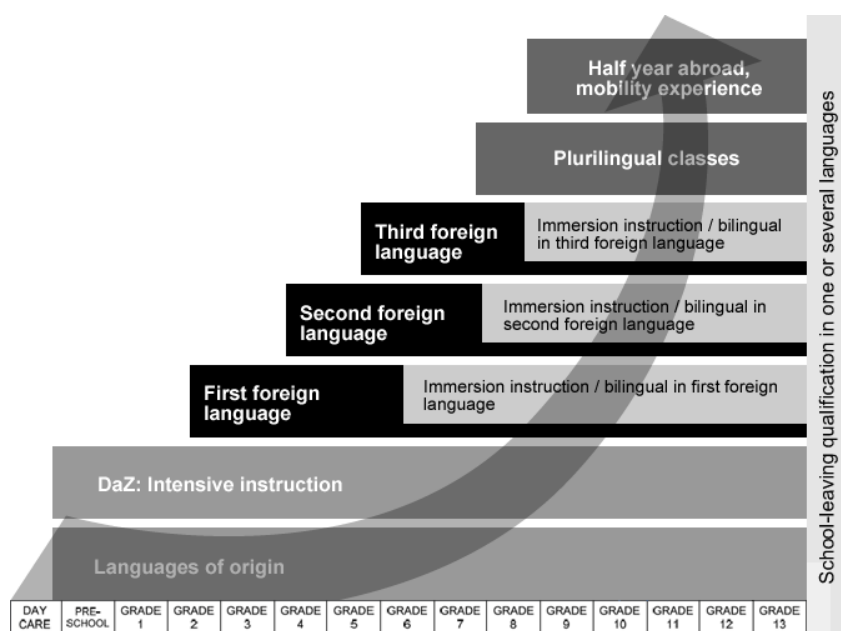 Half year abroad,
mobility experience
Plurilingual classes
Third foreign
language
Immersion instruction / bilingual
in third foreign language
Second foreign
language
Immersion instruction / bilingual in
second foreign language
First foreign
language
Immersion instruction / bilingual in first foreign
language
DaZ: Intensive instruction
Languages of origin
School-leaving qualification in one or several languages
DAY
CARE
PRE-
SCHOOL
GRADE
1
GRADE
2
GRADE
3
GRADE
4
GRADE
5
GRADE
6
GRADE
7
GRADE
8
GRADE
9
GRADE
10
GRADE
11
GRADE
12
GRADE
13